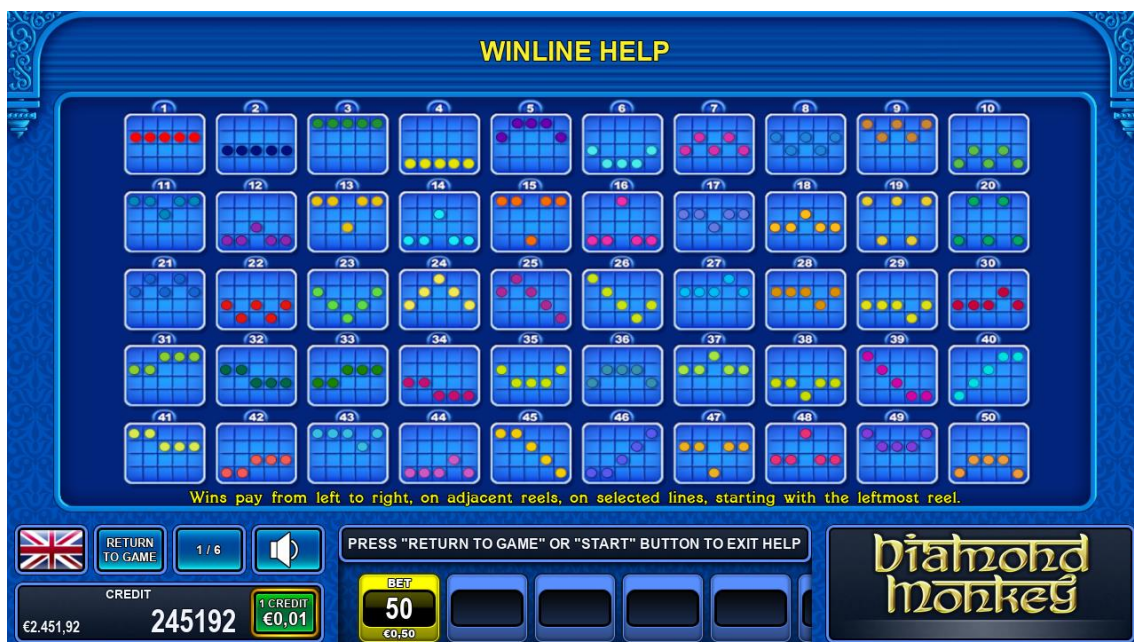 WINLINE HELP
1 2 3 4 5 6 7 8 9 10
11 12 13 14 15 16 17 18 19 20
21 22 23 24 25 26 27 28 29 30
31 32 33 34 35 36 37 38 39 40
41 42 43 44 45 46 47 48 49 50
Wins pay from left to right, on adjacent reels, on selected lines, starting with the leftmost reel.
RETURN
TO GAME
1 / 6
PRESS "RETURN TO GAME" OR "START" BUTTON TO EXIT HELP
CREDIT
€2.451,92
245192
1 CREDIT
€0,01
BET
50
€0,50
Diamond
Monkey